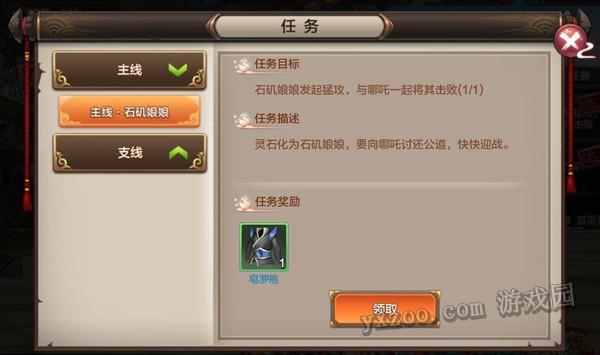 任务
主线
主线·石矶娘娘
支线
任务目标
石矶娘娘发起猛攻，与哪吒一起将其击败(1/1)
任务描述
灵石化为石矶娘娘，要向哪吒讨还公道，快快迎战。
任务奖励
1
皂罗袍
领取
yxzoo.com 游戏园